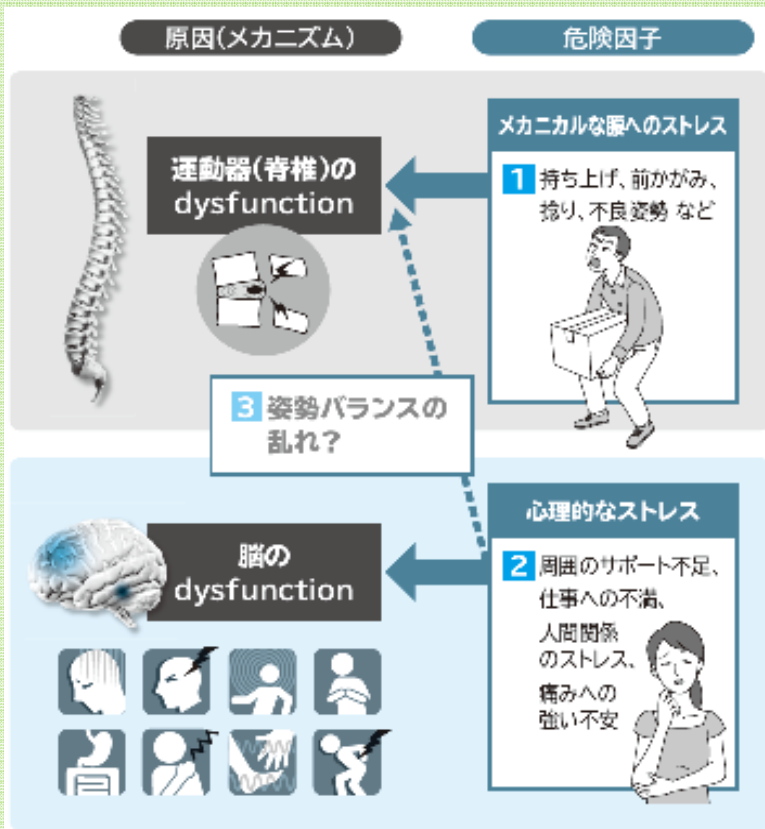 原因(メカニズム)
危険因子
メカニカルな腰へのストレス
運動器(脊椎)の
dysfunction
1 持ち上げ、前かがみ、
捻り、不良姿勢 など
3 姿勢バランスの
乱れ?
心理的なストレス
脳の
dysfunction
2 周囲のサポート不足、
仕事への不満、
人間関係
のストレス、
痛みへの
強い不安